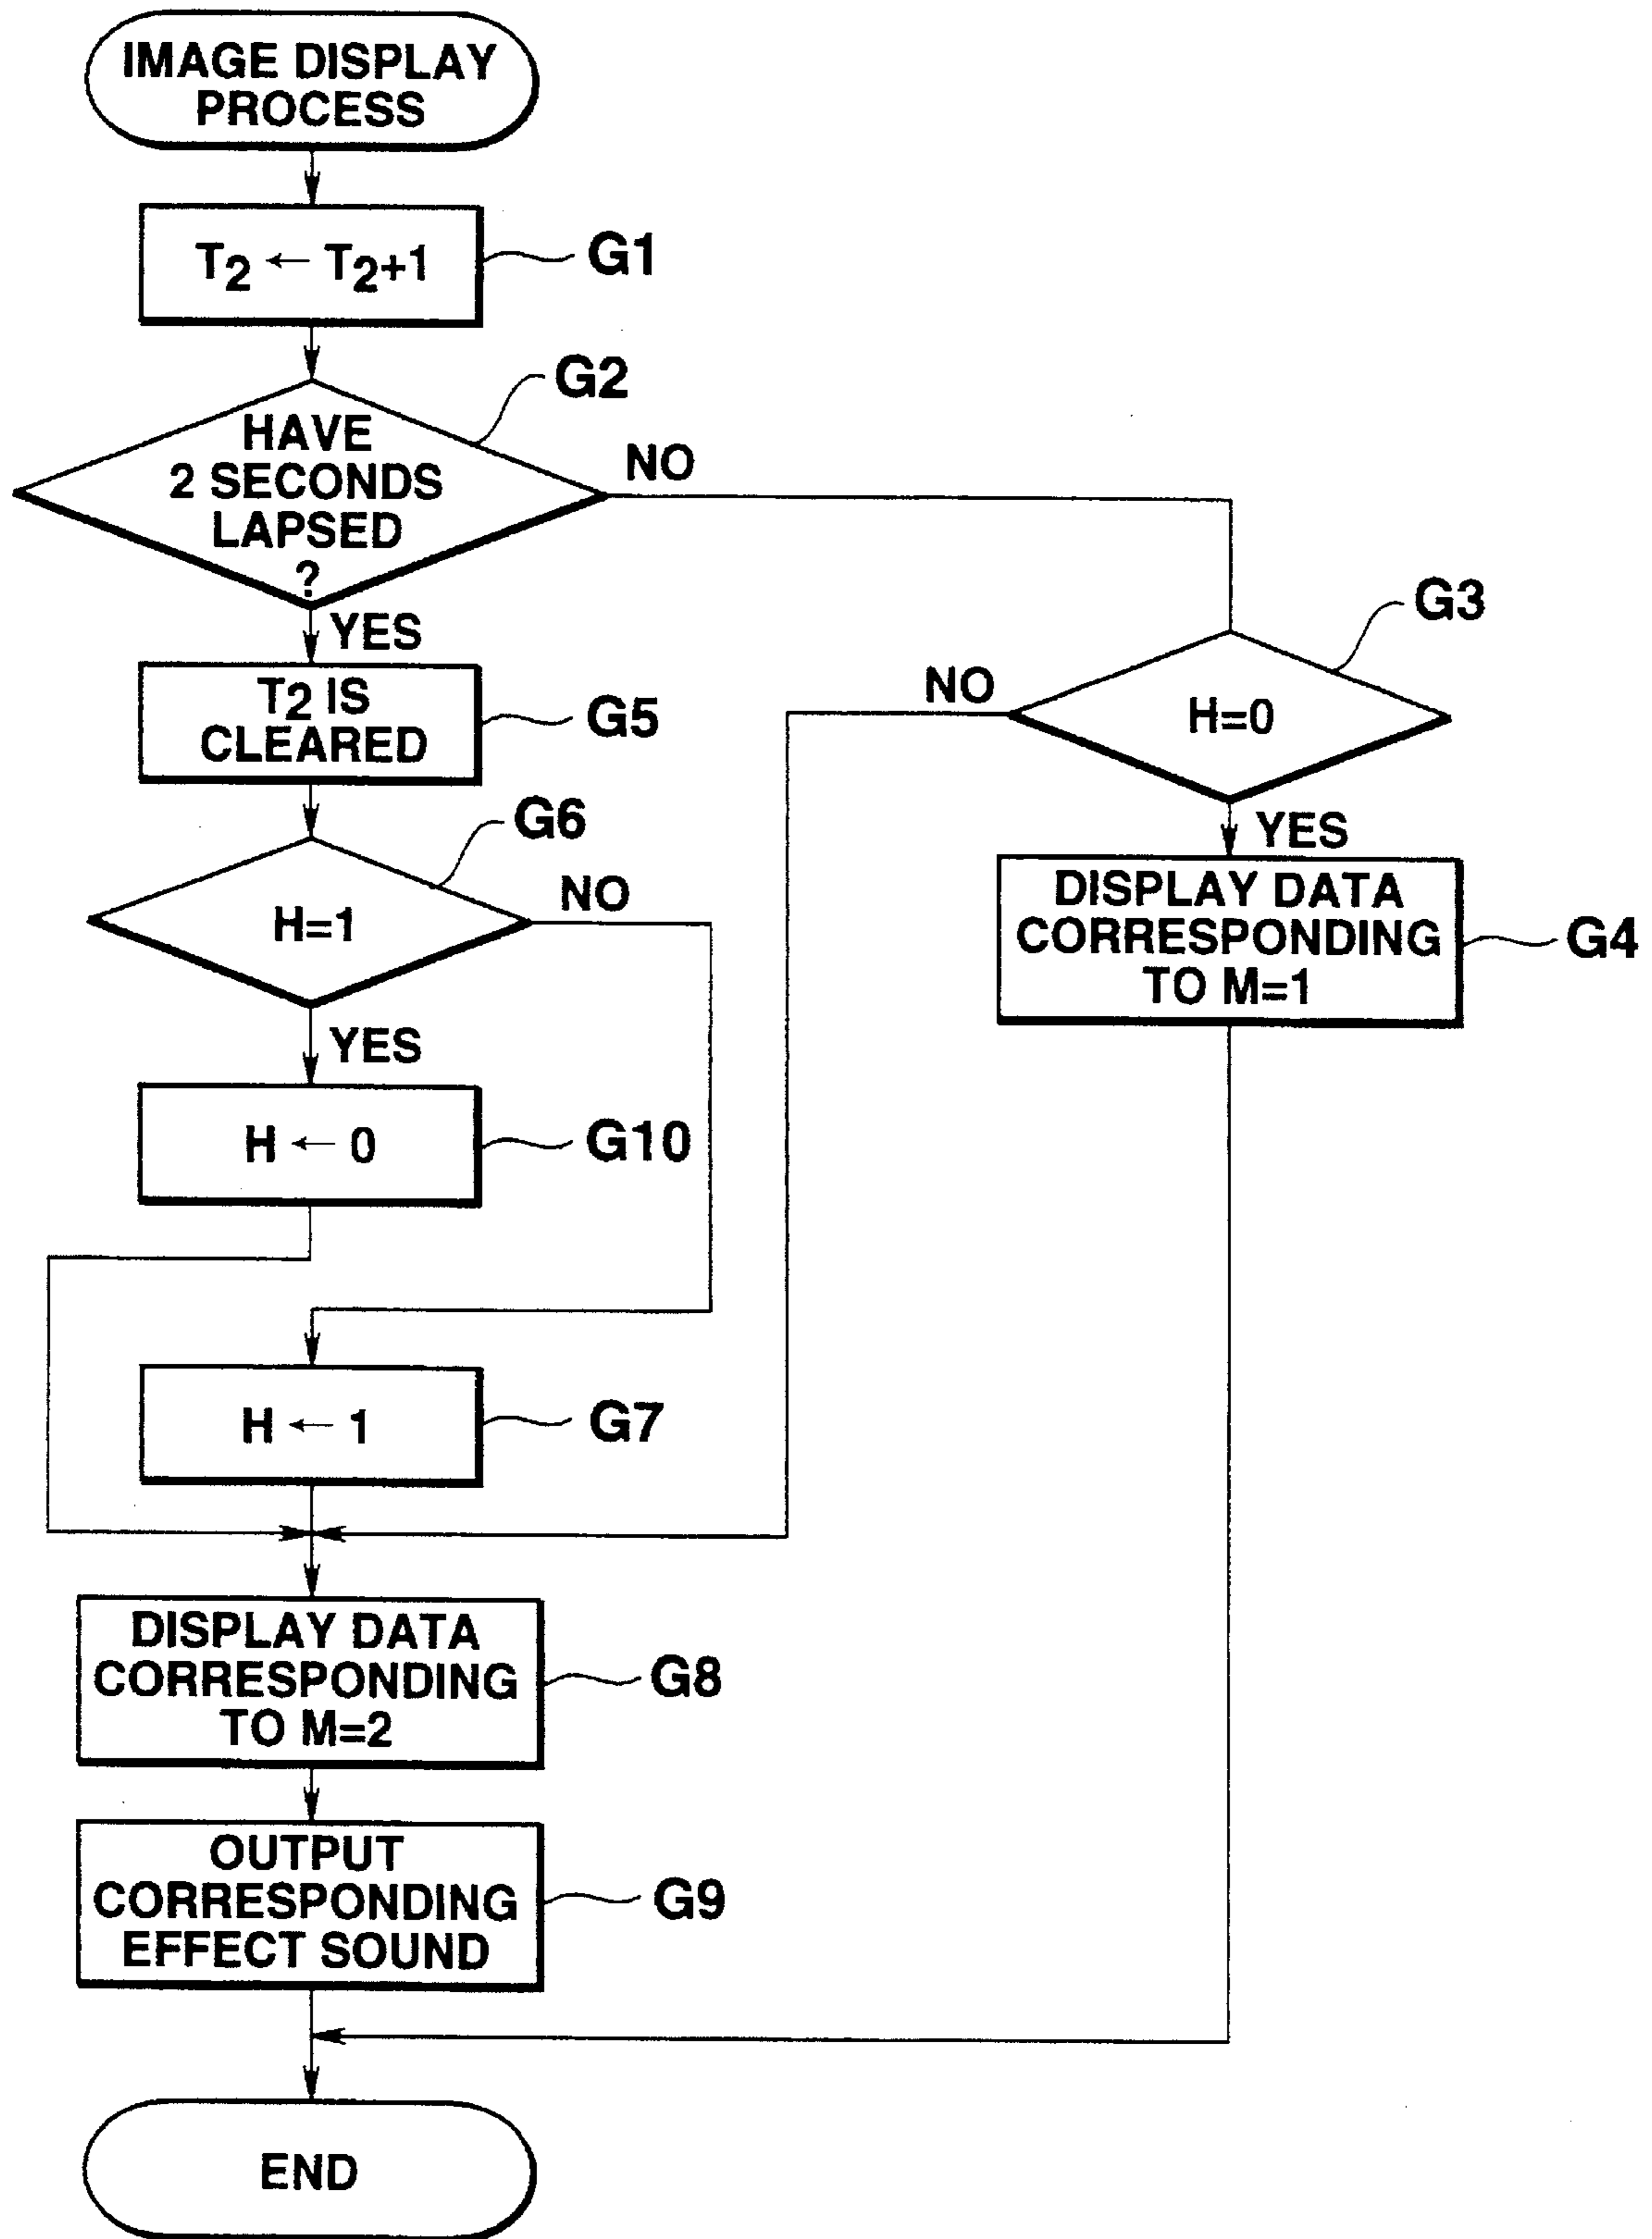 IMAGE DISPLAY
PROCESS
T2 ← T2+1
G1
G2
HAVE
2 SECONDS
LAPSED
?
NO
YES
G3
H=0
NO
YES
T2 IS
CLEARED
G5
G6
H=1
NO
YES
DISPLAY DATA
CORRESPONDING
TO M=1
G4
H ← 0
G10
H ← 1
G7
DISPLAY DATA
CORRESPONDING
TO M=2
G8
OUTPUT
CORRESPONDING
EFFECT SOUND
G9
END